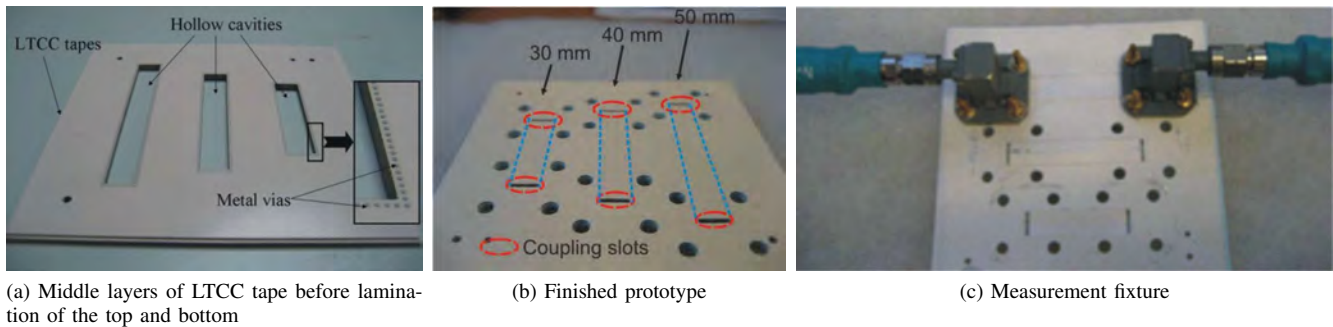 Hollow cavities
LTCC tapes
Metal vias
(a) Middle layers of LTCC tape before lamina-
tion of the top and bottom
50 mm
40 mm
30 mm
Coupling slots
(b) Finished prototype
(c) Measurement fixture